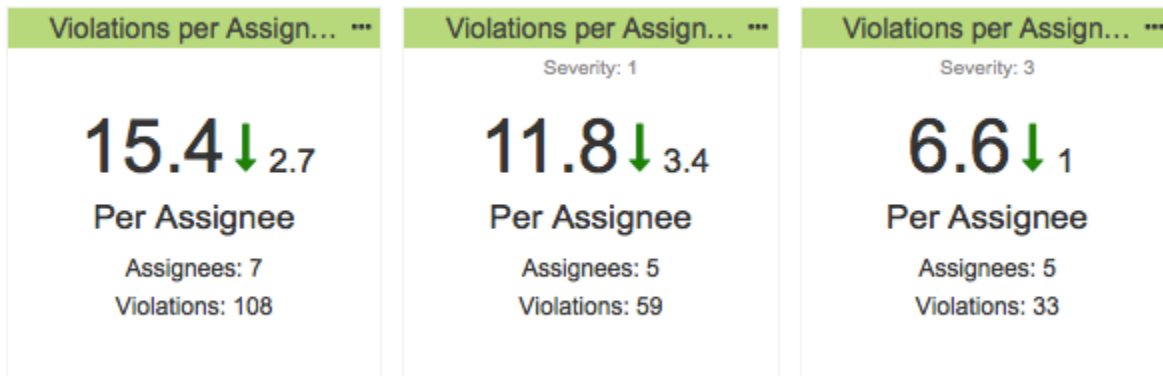 Violations per Assign... ···
15.4 2.7
Per Assignee
Assignees: 7
Violations: 108
Violations per Assign... ···
Severity: 1
11.8 3.4
Per Assignee
Assignees: 5
Violations: 59
Violations per Assign... ···
Severity: 3
6.6 1
Per Assignee
Assignees: 5
Violations: 33